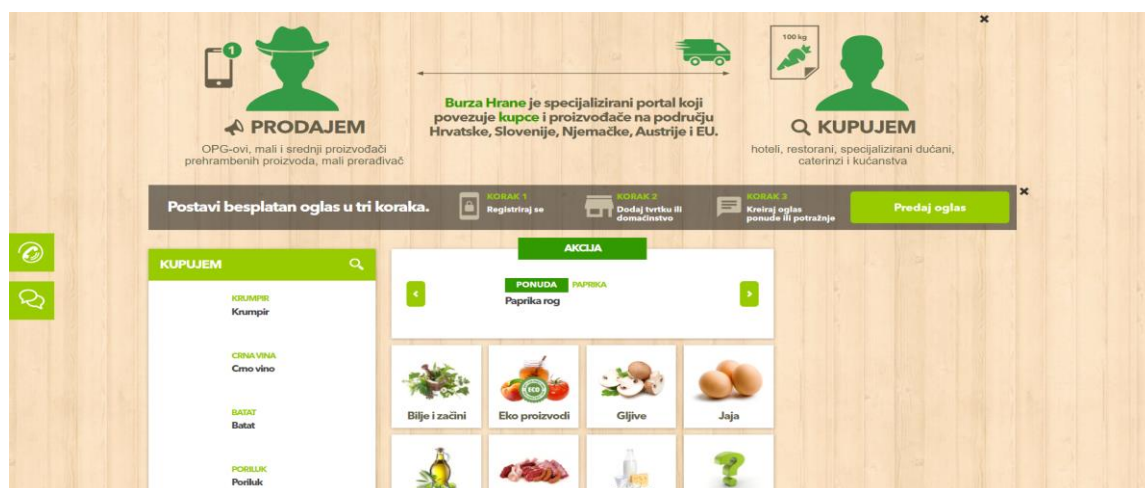 1
PRODAJEM
OPG-ovi, mali i srednji proizvođači
prehrambenih proizvoda, mali prerađivač
Burza Hrane je specijalizirani portal koji
povezuje kupce i proizvođače na području
Hrvatske, Slovenije, Njemačke, Austrije i EU.
100 kg
KUPUJEM
hoteli, restorani, specijalizirani dućani,
caterinzi i kućanstva
Postavi besplatan oglas u tri koraka.
KORAK 1
Registriraj se
KORAK 2
Dodaj tvrtku ili
domaćinstvo
KORAK 3
Kreiraj oglas
ponude ili potražnje
Predaj oglas
KUPUJEM
KRUMPIR
Krumpir
CRNA VINA
Crno vino
BATAT
Batat
PORILUK
Poriluk
AKCIJA
PONUDA PAPRIKA
Paprika rog
Bilje i začini
ECO
Eko proizvodi
Gljive
Jaja